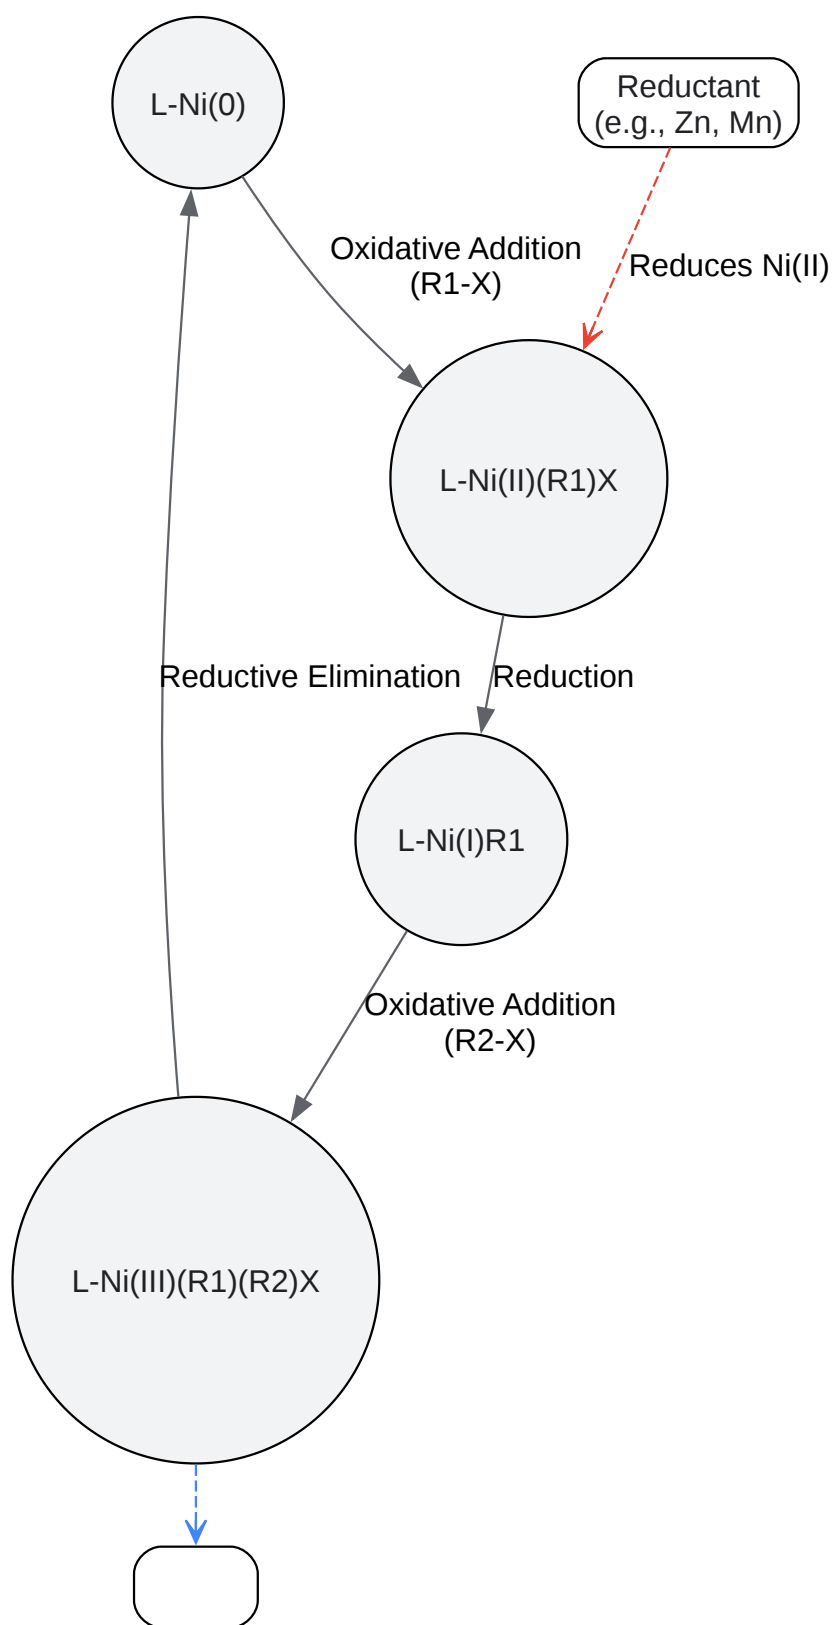 L-Ni(0)
Reductant
(e.g., Zn, Mn)
Oxidative Addition
(R1-X)
Reduces Ni(II)
L-Ni(II)(R1)X
Reductive Elimination
Reduction
L-Ni(I)R1
Oxidative Addition
(R2-X)
L-Ni(III)(R1)(R2)X